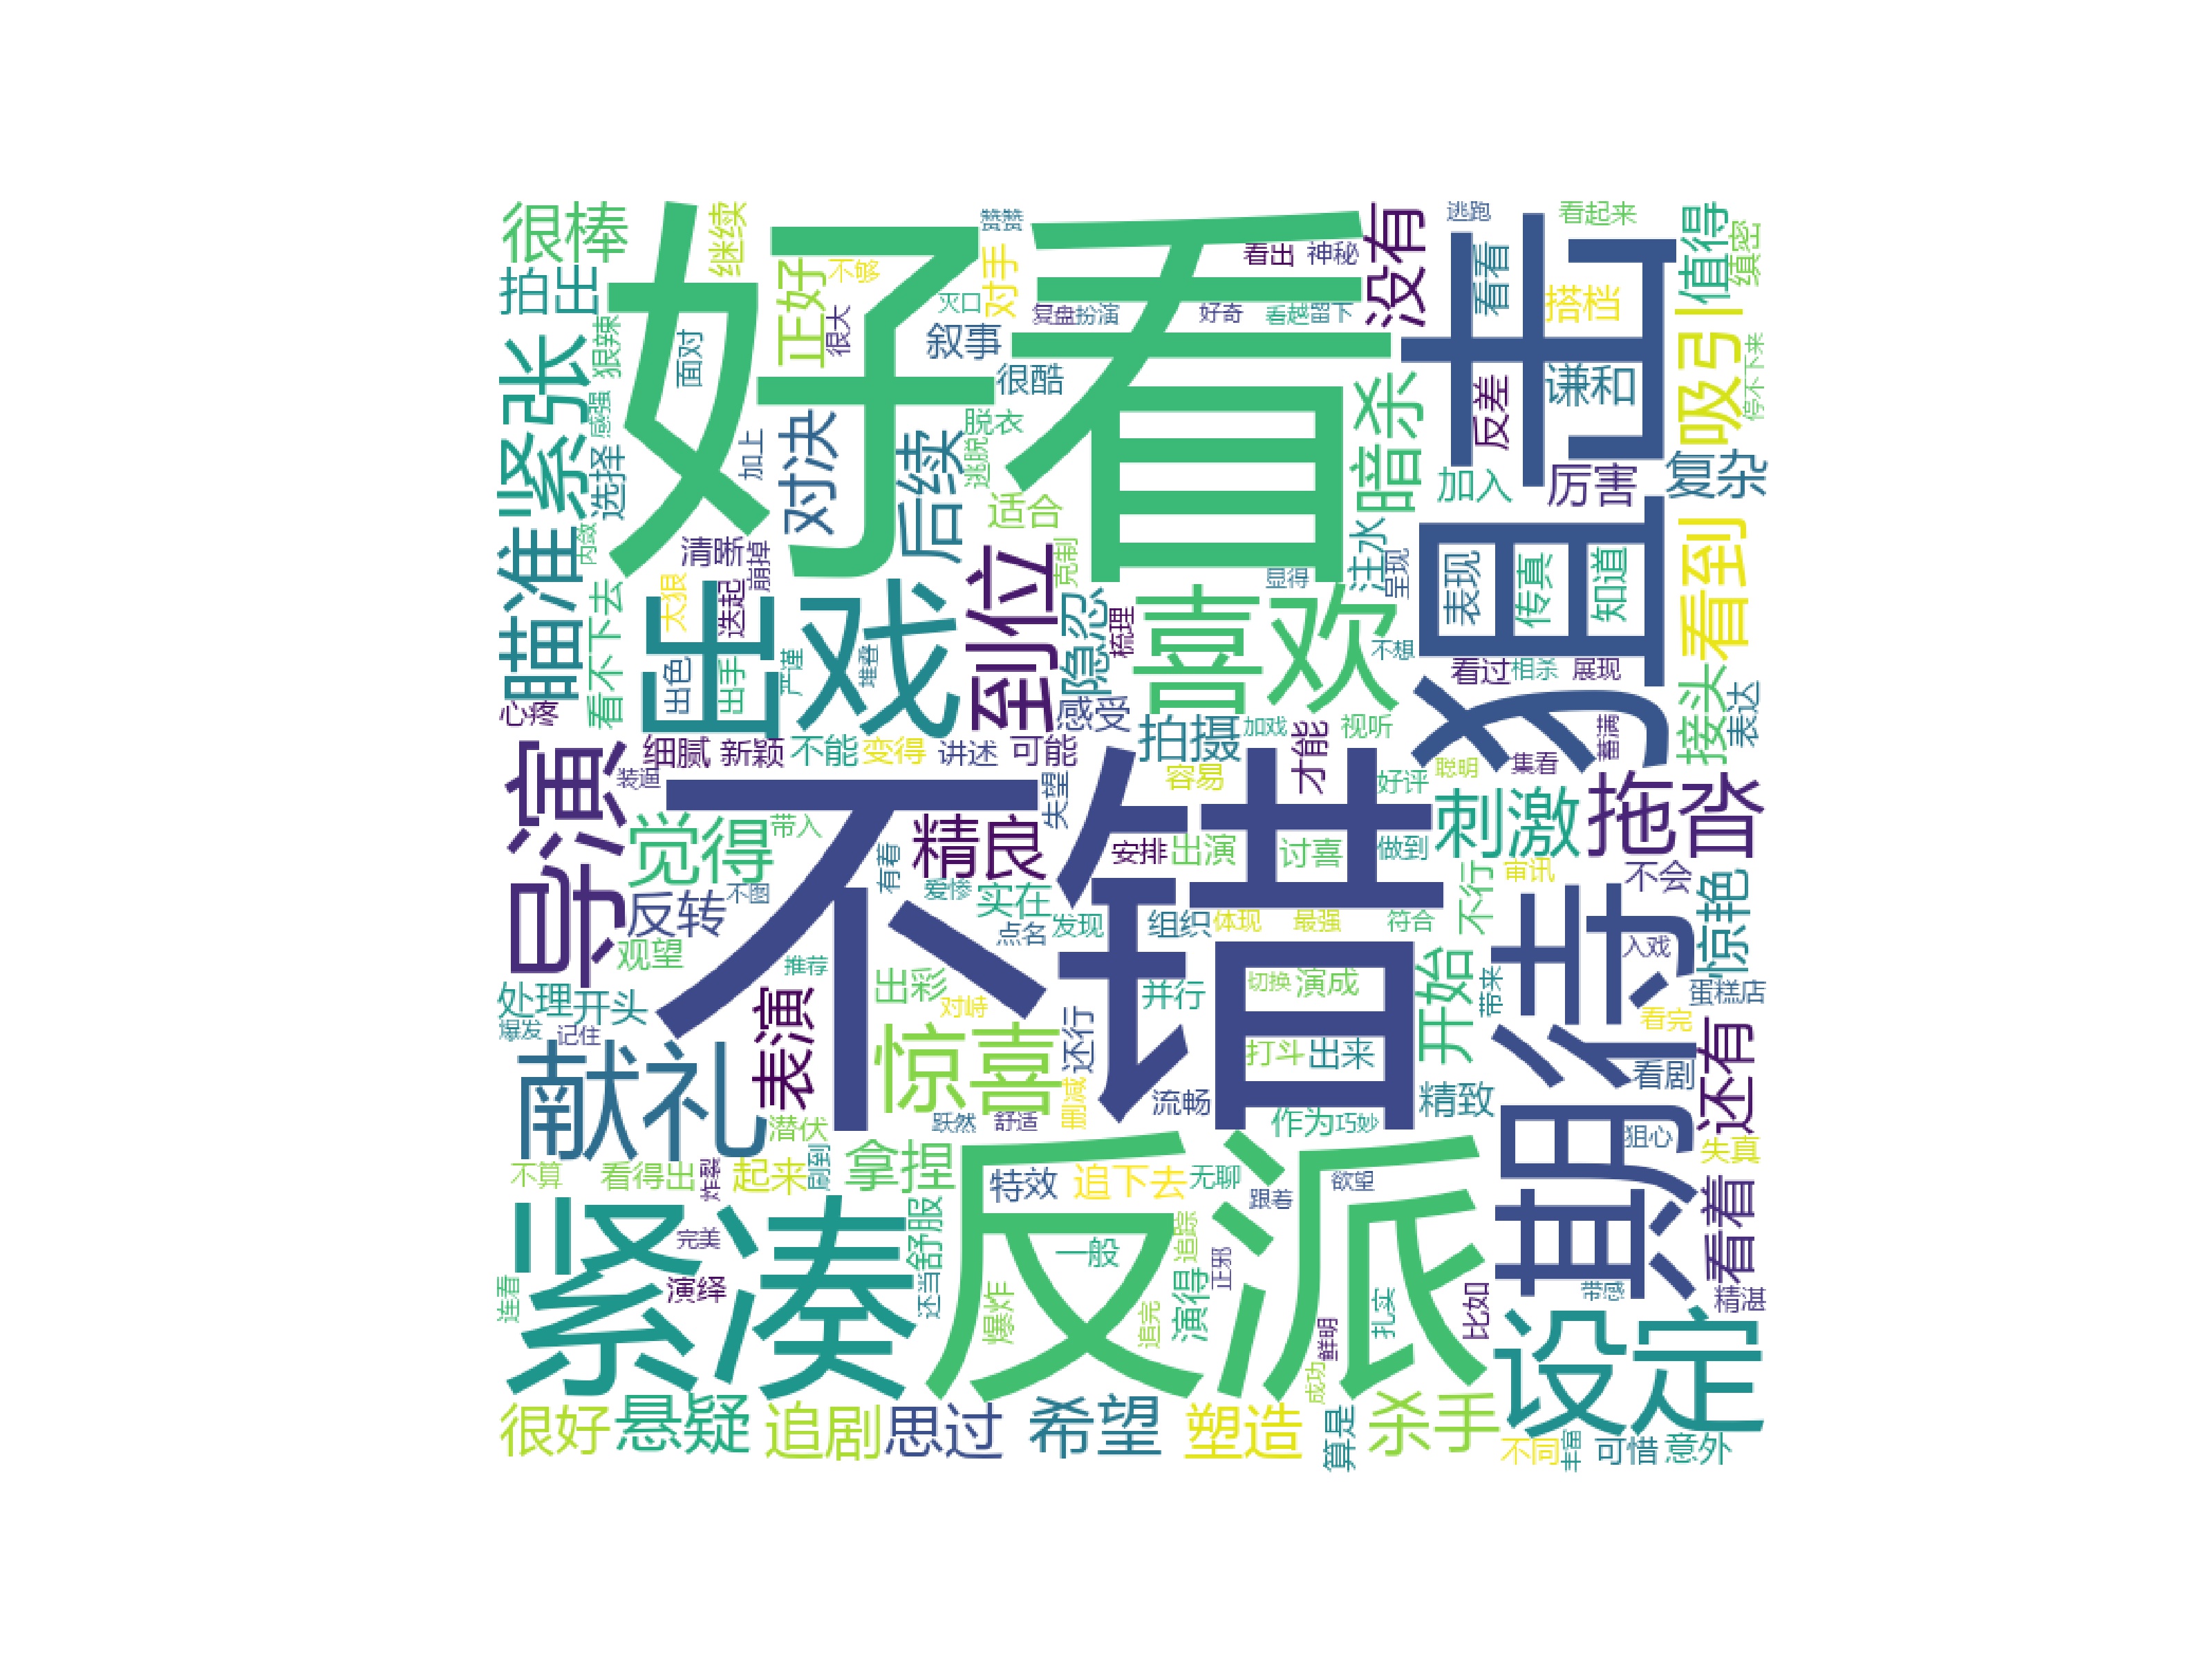 很棒
继续
好看
赞赞
没有
逃跑
看起来
值得
缜密
拍出
正好
不够
灭口
对手
看出
神秘
狙击
看看
搭档
面对
很大
叙事
复盘
扮演
好奇
看越
留下
紧张
狠辣
很酷
反差
谦和
吸引
停不下来
感强
加上
对决
后续
脱衣
逃脱
暗杀
选择
适合
加入
厉害
复杂
瞄准
内敛
清晰
崩掉
到位
克制
注水
呈现
表现
传真
知道
看到
看不下去
太狠
迭起
出戏
隐忍
梳理
显得
喜欢
不想
看过
相杀
展现
接头
心疼
出色
出手
严谨
堆叠
感受
拍摄
加戏
视听
蓄满
表达
导演
细腻
新颖
不能
变得
讲述
可能
容易
才能
好评
聪明
集看
装迪
失望
不错
刺激
拖沓
觉得
带入
精良
有着
安排
出演
讨喜
做到
审讯
不会
惊艳
反转
不图
爱惨
实在
点名
发现
组织
体现
最强
符合
不行
期待
入戏
观望
推荐
出彩
对峙
并行
切换
演成
开始
带来
蛋糕店
处理
开头
爆发
记住
表演
惊喜
还行
打斗
出来
看完
还有
看剧
献礼
潜伏
跃然
舒适
删减
流畅
作为
巧妙
精致
狙心
失真
不算
看得出
炸裂
起来
刷到
拿捏
特效
追下去
无聊
跟着
欲望
看着
紧凑
完美
舒服
反派
一般
追踪
正邪
连看
演绎
还当
爆炸
追完
演得
鲜明
扎实
比如
带感
精湛
设定
成功
很好
悬疑
追剧
思过
希望
塑造
算是
杀手
不同
丰富
可惜
意外